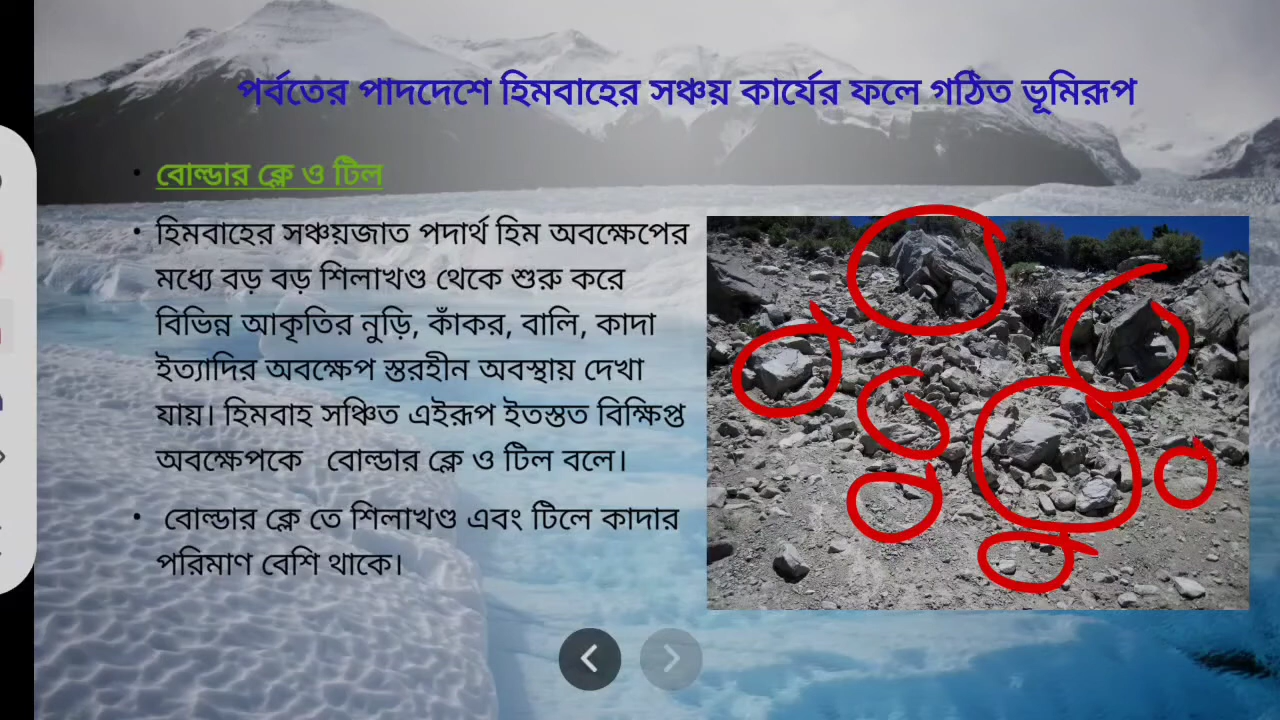 পর্বতের পাদদেশে হিমবাহের সঞ্চয় কার্যের ফলে গঠিত ভূমিরূপ
• বোল্ডার ক্লে ও টিল
• হিমবাহের সঞ্চয়জাত পদার্থ হিম অবক্ষেপের
মধ্যে বড় বড় শিলাখণ্ড থেকে শুরু করে
বিভিন্ন আকৃতির নুড়ি, কাঁকর, বালি, কাদা
ইত্যাদির অবক্ষেপ স্তরহীন অবস্থায় দেখা
যায়। হিমবাহ সঞ্চিত এইরূপ ইতস্তত বিক্ষিপ্ত
অবক্ষেপকে বোল্ডার ক্লে ও টিল বলে।
• বোল্ডার ক্লে তে শিলাখণ্ড এবং টিলে কাদার
পরিমাণ বেশি থাকে।